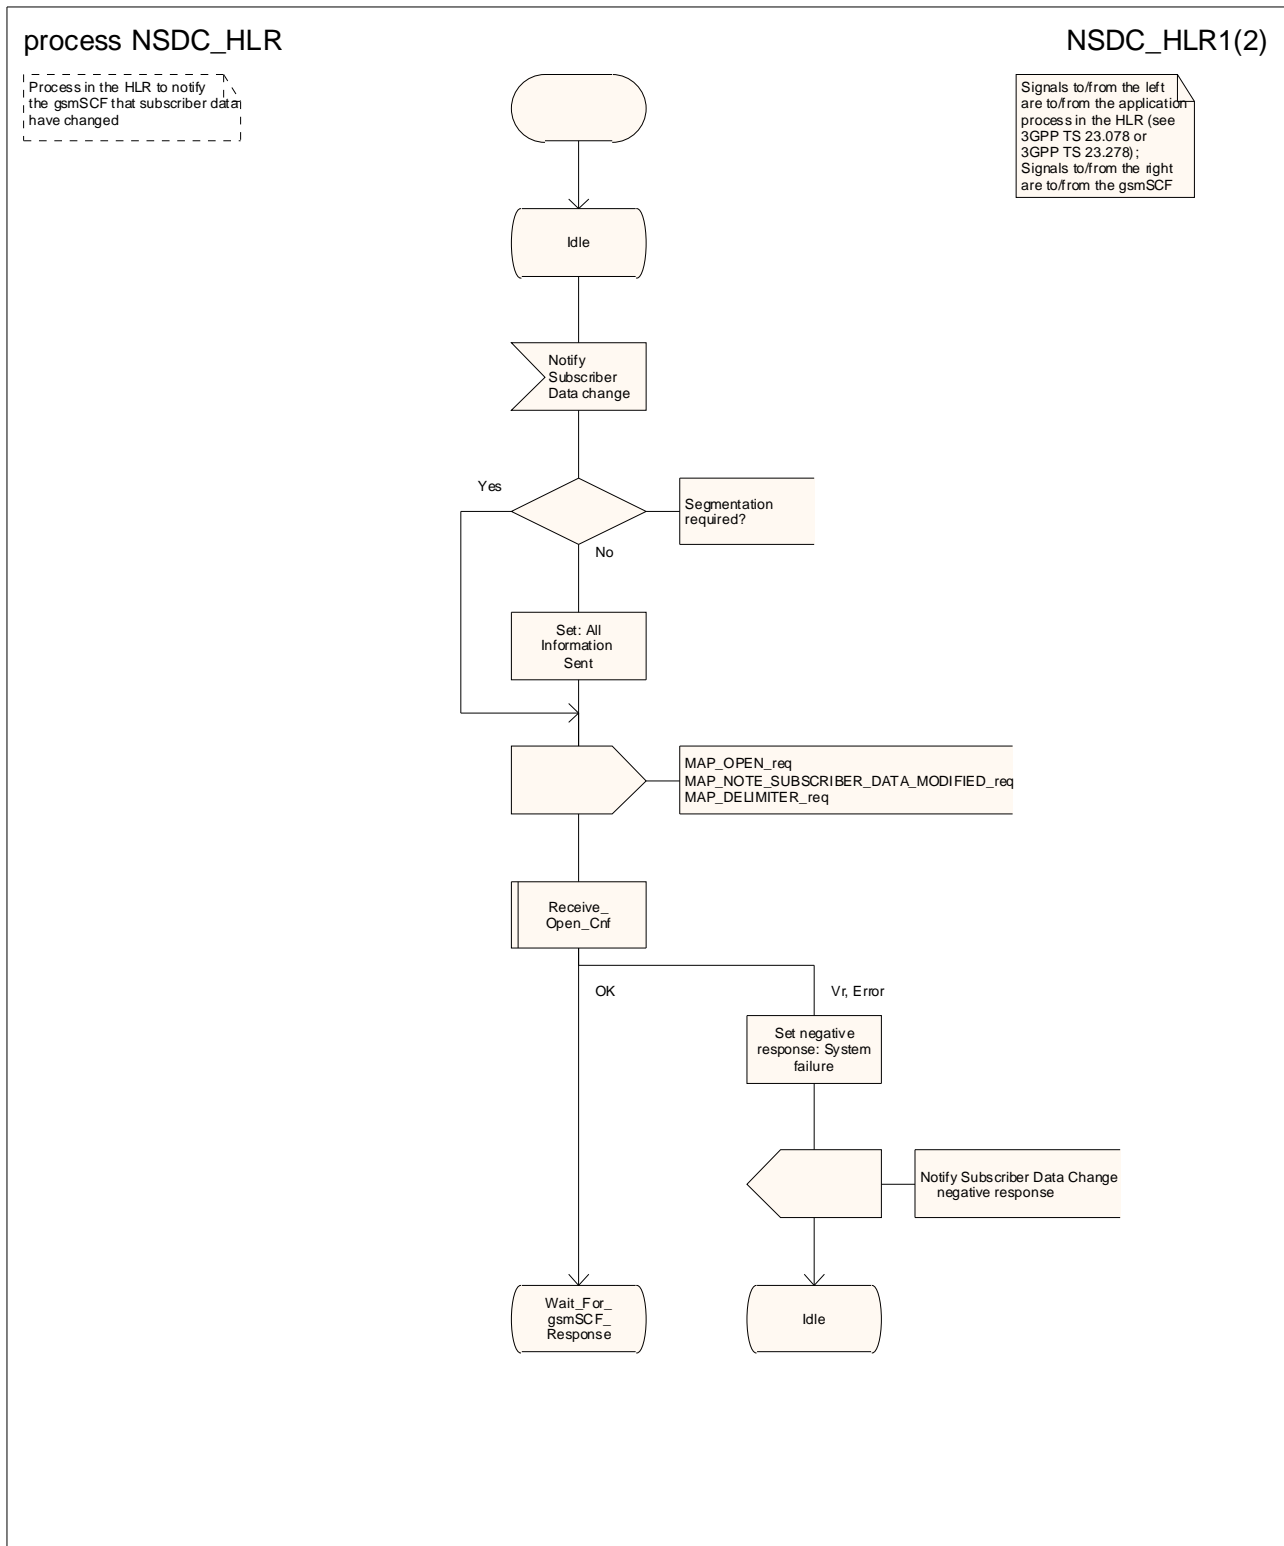 process NSDC_HLR
NSDC_HLR1(2)
Process in the HLR to notify
the gsmSCF that subscriber data
have changed
Signals to/from the left
are to/from the application
process in the HLR (see
3GPP TS 23.078 or
3GPP TS 23.278);
Signals to/from the right
are to/from the gsmSCF
Idle
Notify
Subscriber
Data change
Yes
Segmentation
required?
No
Set: All
Information
Sent
MAP_OPEN_req
MAP_NOTE_SUBSCRIBER_DATA_MODIFIED_req
MAP_DELIMITER_req
Receive_
Open_Cnf
OK
Vr, Error
Set negative
response: System
failure
Notify Subscriber Data Change
negative response
Wait_For_
gsmSCF_
Response
Idle